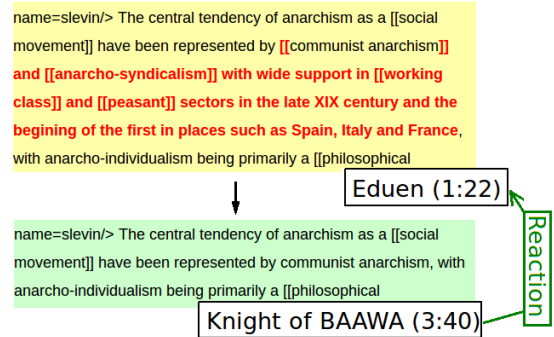 name=slevin/> The central tendency of anarchism as a [[social
movement]] have been represented by [[communist anarchism]]
and [[anarcho-syndicalism]] with wide support in [[working
class]] and [[peasant]] sectors in the late XIX century and the
begining of the first in places such as Spain, Italy and France,
with anarcho-individualism being primarily a [[philosophical
Eduen (1:22)
name=slevin/> The central tendency of anarchism as a [[social
movement]] have been represented by communist anarchism, with
anarcho-individualism being primarily a [[philosophical
Knight of BAAWA (3:40)
Reaction